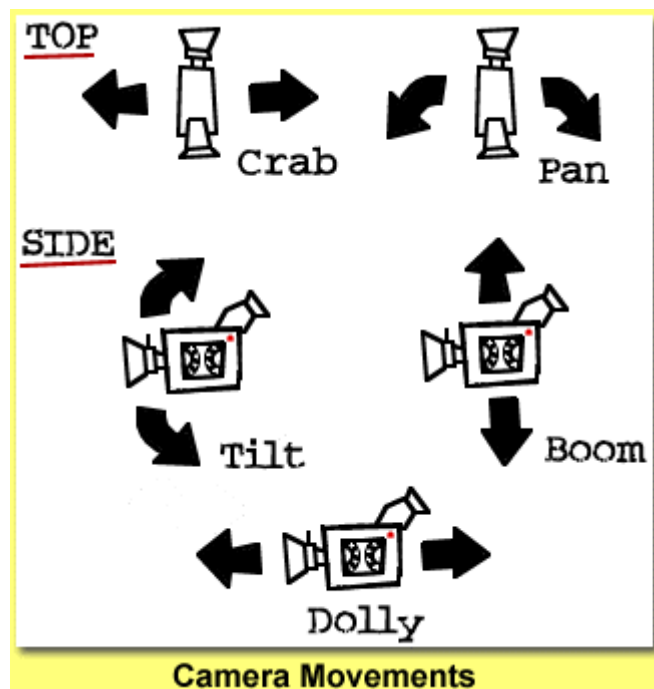 TOP
Crab
Pan
SIDE
Tilt
Boom
Dolly
Camera Movements